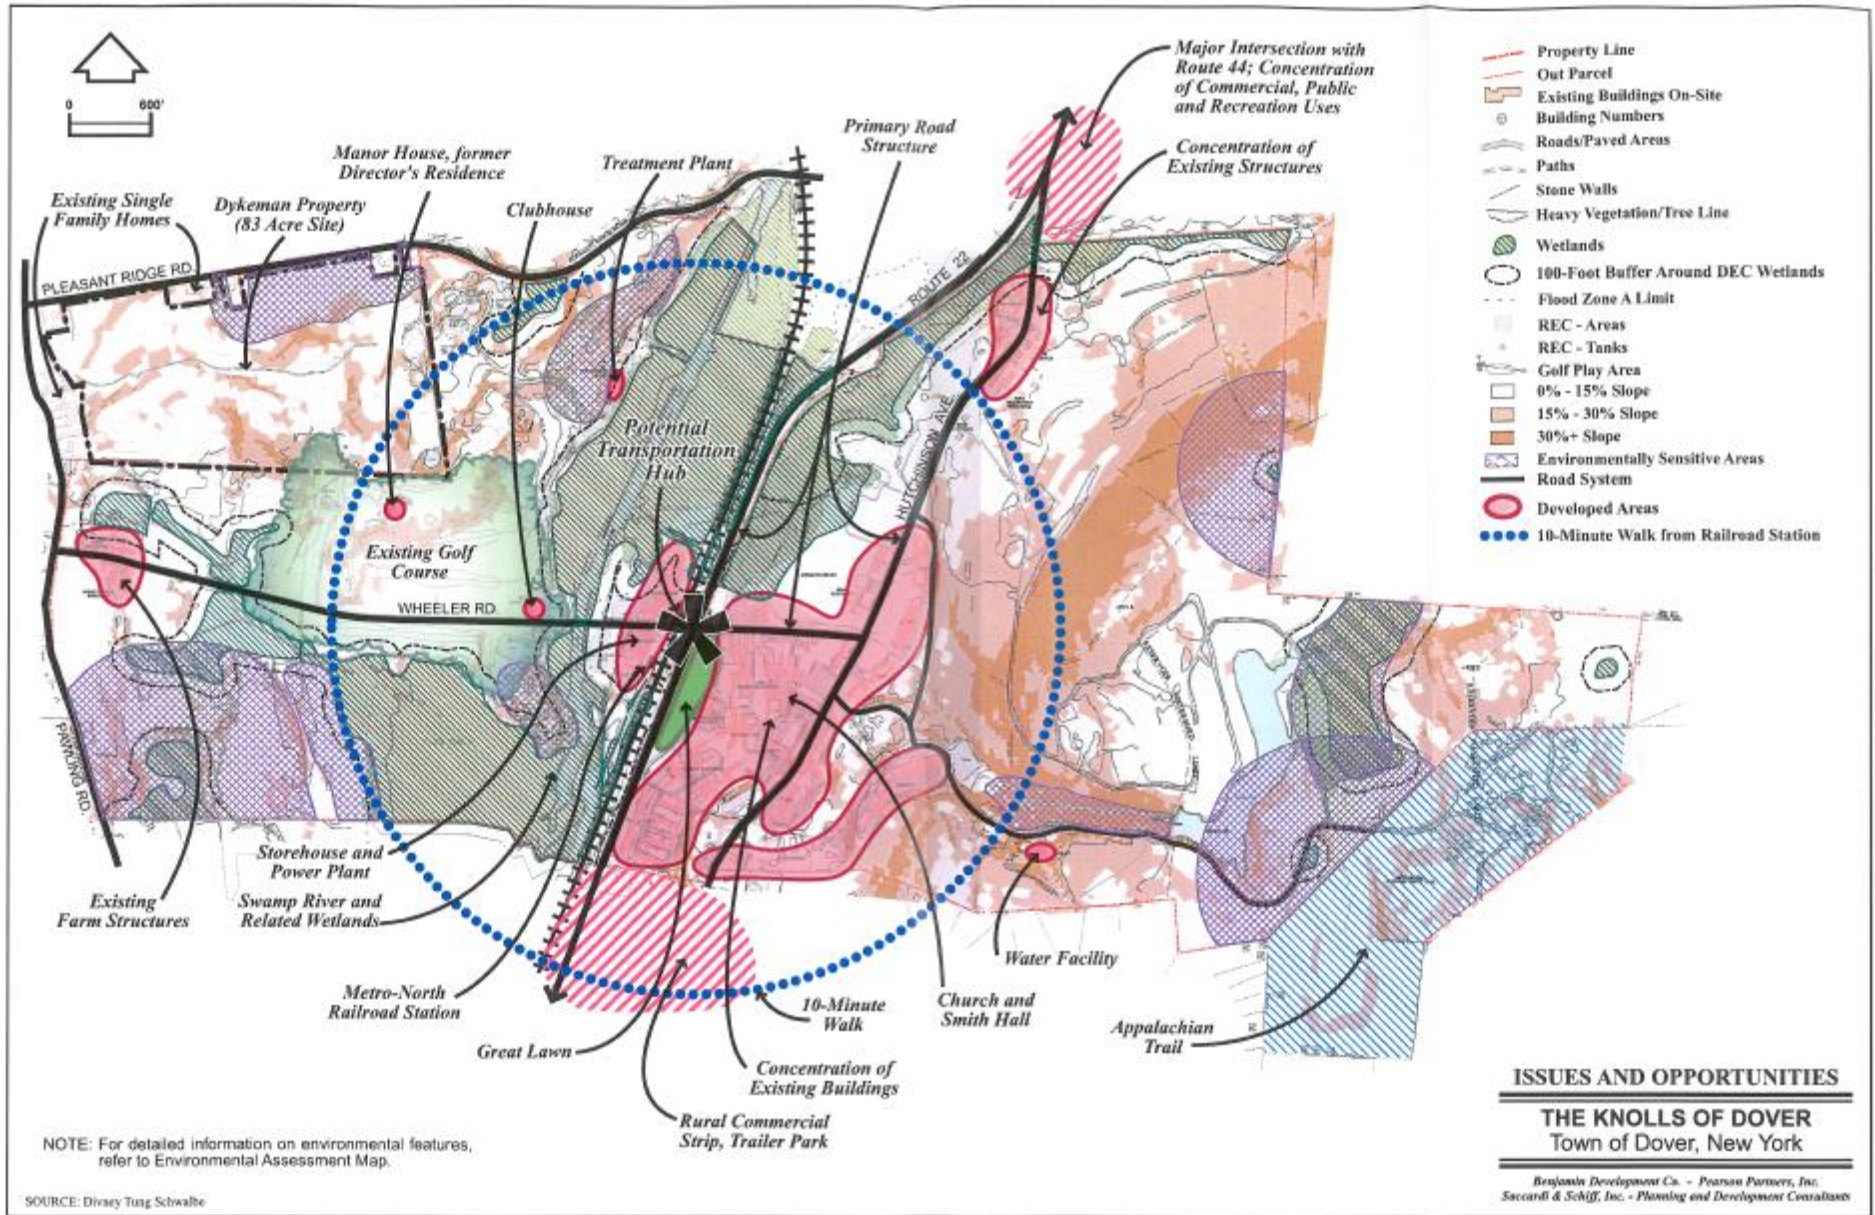 0 600'
Manor House, former
Director's Residence
Treatment Plant
Primary Road
Structure
Major Intersection with
Route 44; Concentration
of Commercial, Public
and Recreation Uses
Concentration of
Existing Structures
Existing Single
Family Homes
Dykeman Property
(83 Acre Site)
Clubhouse
PLEASANT RIDGE RD.
ROUTE 22
HUTCHINSON AVE.
Potential
Transportation
Hub
Existing Golf
Course
WHEELER RD.
PAWLING RD.
Existing
Farm Structures
Storehouse and
Power Plant
Swamp River and
Related Wetlands
Metro-North
Railroad Station
Great Lawn
Rural Commercial
Strip, Trailer Park
Concentration of
Existing Buildings
10-Minute
Walk
Church and
Smith Hall
Water Facility
Appalachian
Trail
Property Line
Out Parcel
Existing Buildings On-Site
Building Numbers
Roads/Paved Areas
Paths
Stone Walls
Heavy Vegetation/Tree Line
Wetlands
100-Foot Buffer Around DEC Wetlands
Flood Zone A Limit
REC - Areas
REC - Tanks
Golf Play Area
0% - 15% Slope
15% - 30% Slope
30%+ Slope
Environmentally Sensitive Areas
Road System
Developed Areas
10-Minute Walk from Railroad Station
ISSUES AND OPPORTUNITIES
THE KNOLLS OF DOVER
Town of Dover, New York
Benjamin Development Co. - Pearson Partners, Inc.
Saccardi & Schiff, Inc. - Planning and Development Consultants
NOTE: For detailed information on environmental features,
refer to Environmental Assessment Map.
SOURCE: Divney Tung Schwalbe